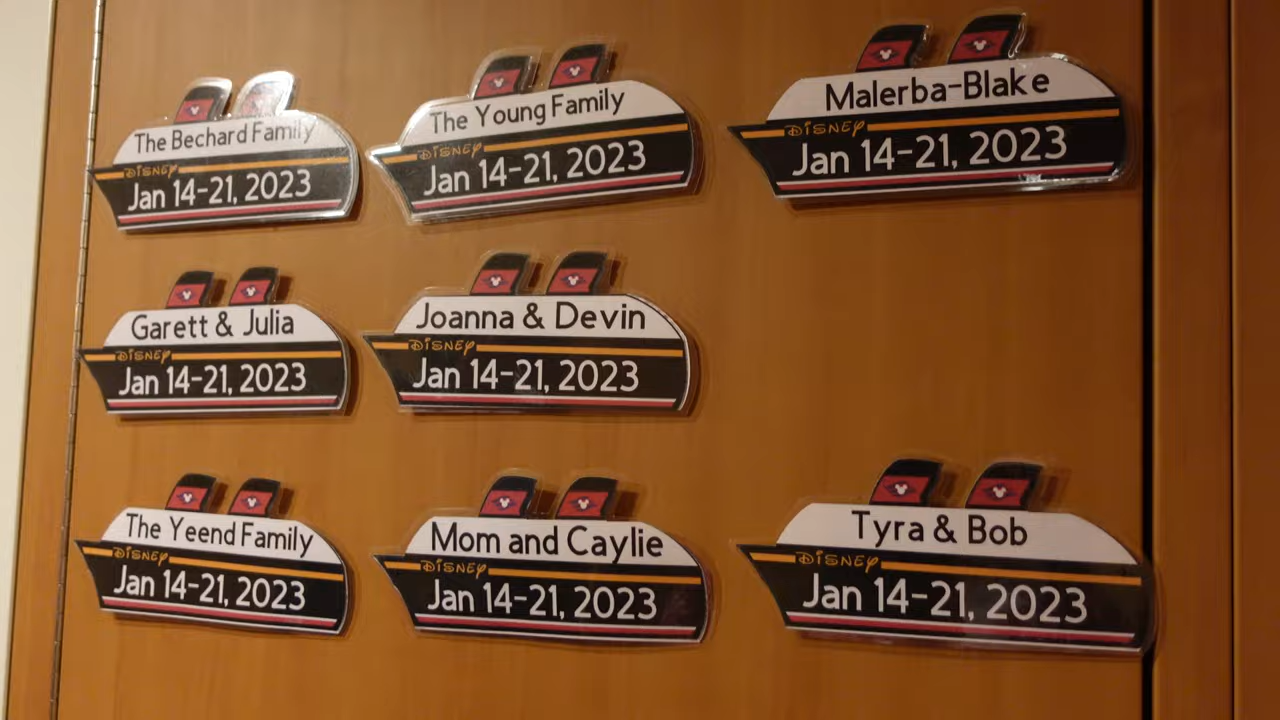 The Bechard Family
Disney
Jan 14-21, 2023
The Young Family
Disney
Jan 14-21, 2023
Malerba-Blake
Disney
Jan 14-21, 2023
Garett & Julia
Disney
Jan 14-21, 2023
Joanna & Devin
Disney
Jan 14-21, 2023
The Yeend Family
Disney
Jan 14-21, 2023
Mom and Caylie
Disney
Jan 14-21, 2023
Tyra & Bob
Disney
Jan 14-21, 2023